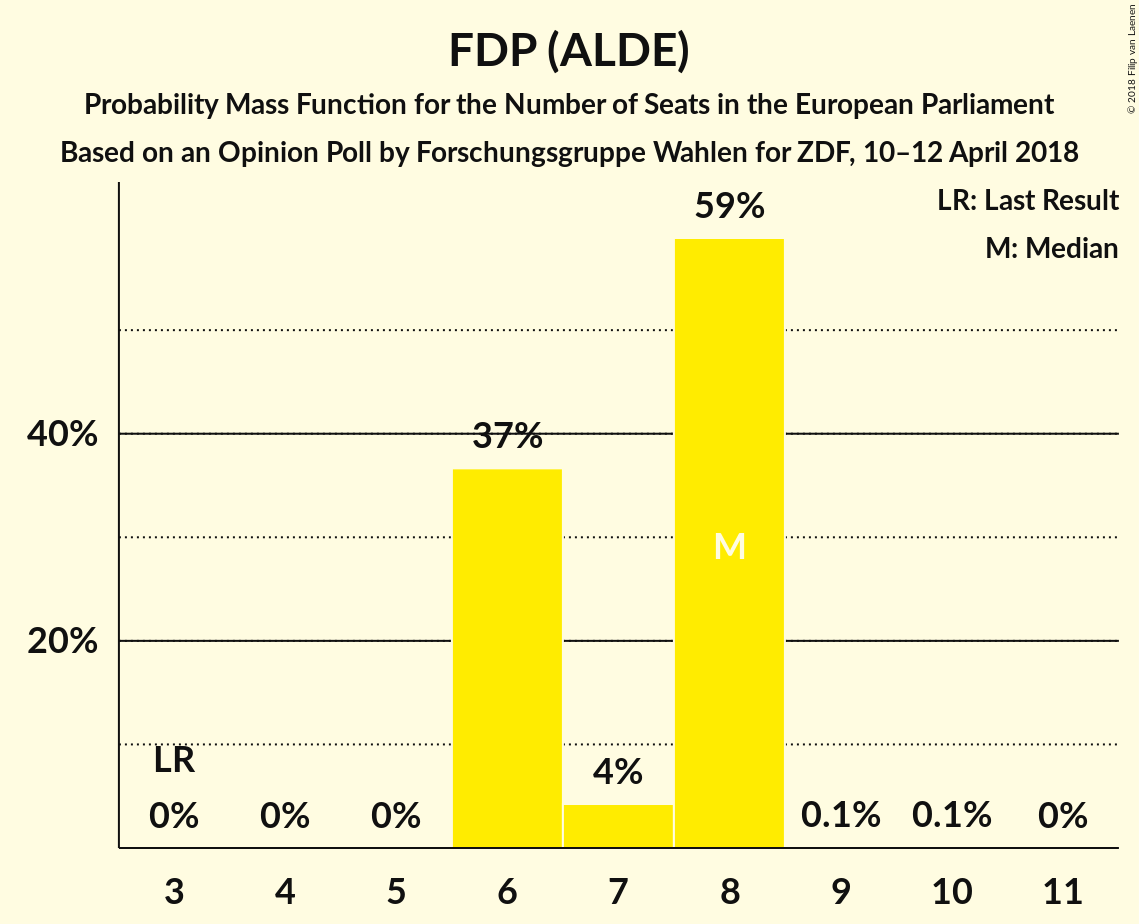 FDP (ALDE)
Probability Mass Function for the Number of Seats in the European Parliament
Based on an Opinion Poll by Forschungsgruppe Wahlen for ZDF, 10–12 April 2018
© 2018 Filip van Laenen
LR: Last Result
M: Median
59%
40%
37%
M
20%
LR
4%
0% 0% 0% 0.1% 0.1% 0%
3 4 5 6 7 8 9 10 11